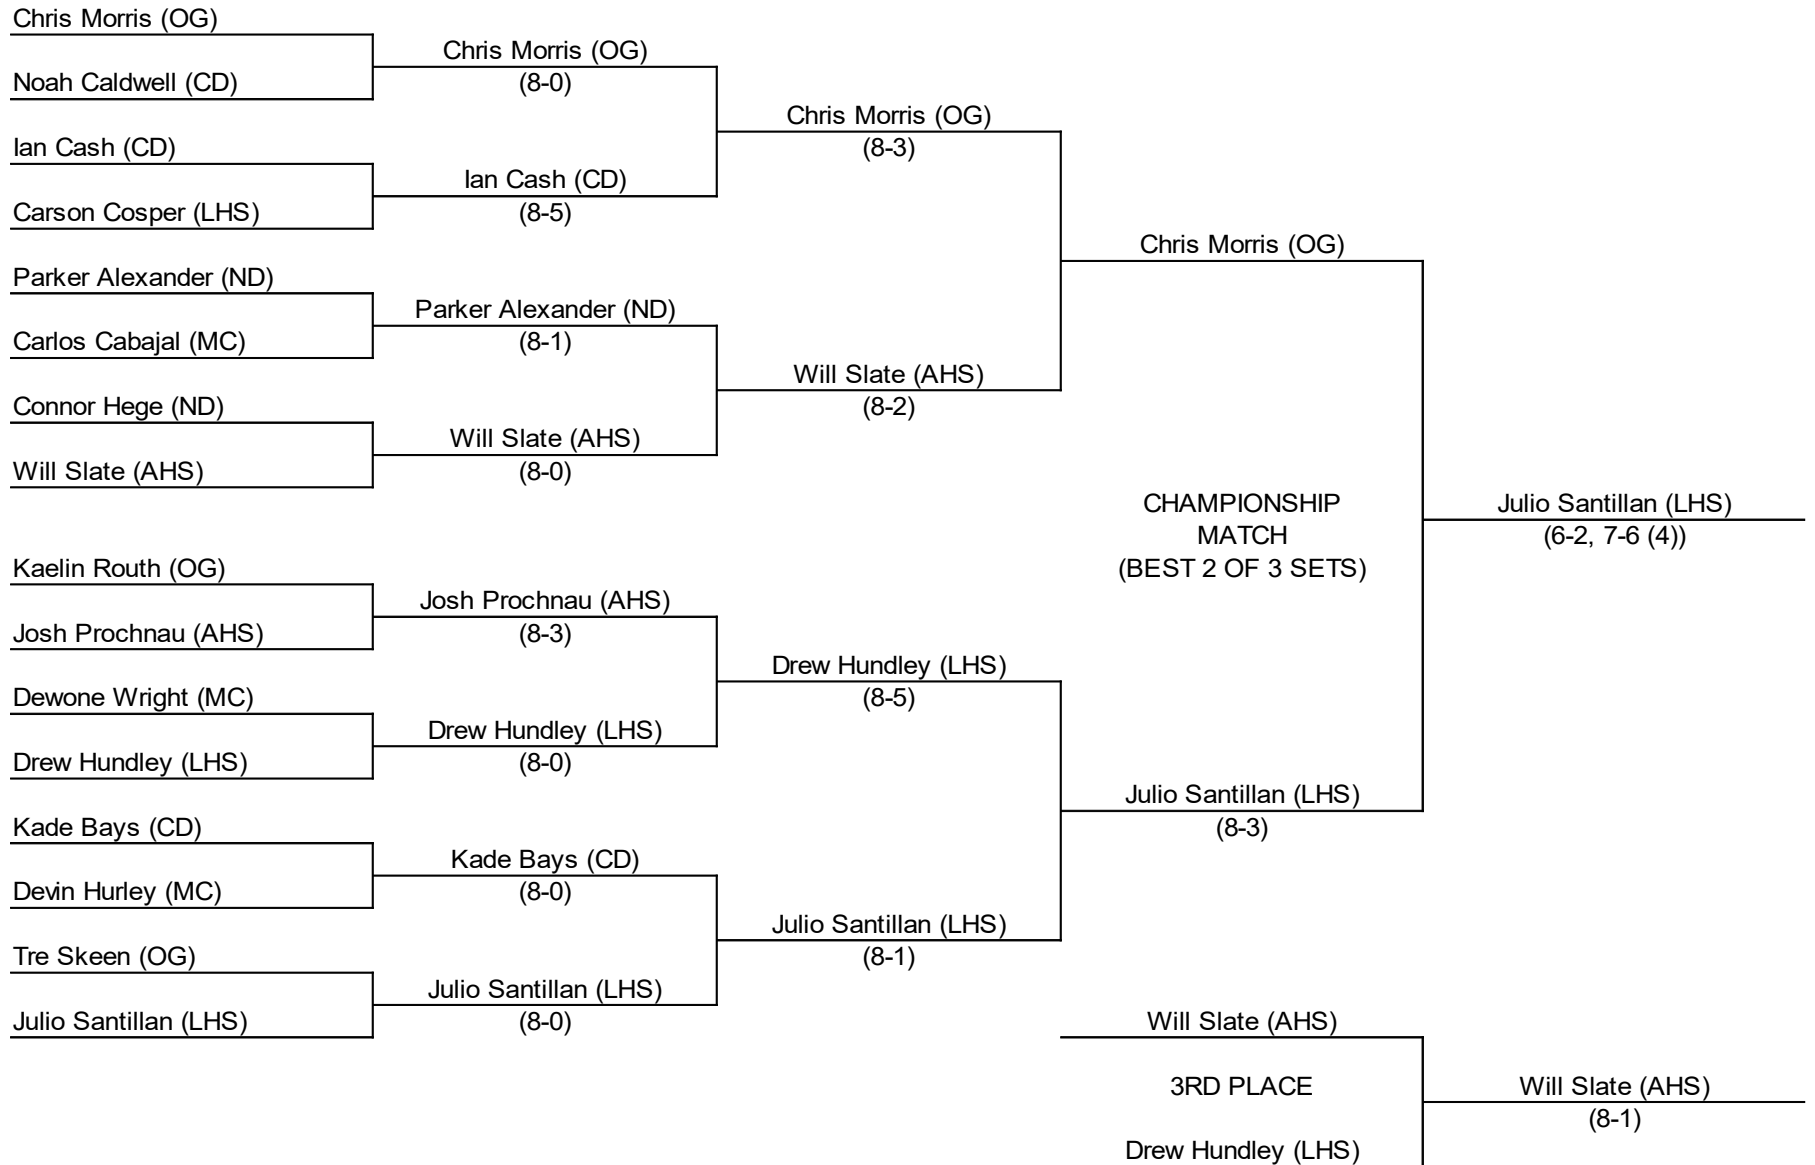 Chris Morris (OG)
Noah Caldwell (CD)
Ian Cash (CD)
Carson Cosper (LHS)
Parker Alexander (ND)
Carlos Cabajal (MC)
Connor Hege (ND)
Will Slate (AHS)
Kaelin Routh (OG)
Josh Prochnau (AHS)
Dewone Wright (MC)
Drew Hundley (LHS)
Kade Bays (CD)
Devin Hurley (MC)
Tre Skeen (OG)
Julio Santillan (LHS)
Chris Morris (OG)
(8-0)
Ian Cash (CD)
(8-5)
Parker Alexander (ND)
(8-1)
Will Slate (AHS)
(8-0)
Josh Prochnau (AHS)
(8-3)
Drew Hundley (LHS)
(8-0)
Kade Bays (CD)
(8-0)
Julio Santillan (LHS)
(8-0)
Chris Morris (OG)
(8-3)
Will Slate (AHS)
(8-2)
Drew Hundley (LHS)
(8-5)
Julio Santillan (LHS)
(8-1)
Chris Morris (OG)
CHAMPIONSHIP
MATCH
(BEST 2 OF 3 SETS)
Julio Santillan (LHS)
(8-3)
Julio Santillan (LHS)
(6-2, 7-6 (4))
Will Slate (AHS)
3RD PLACE
Drew Hundley (LHS)
Will Slate (AHS)
(8-1)